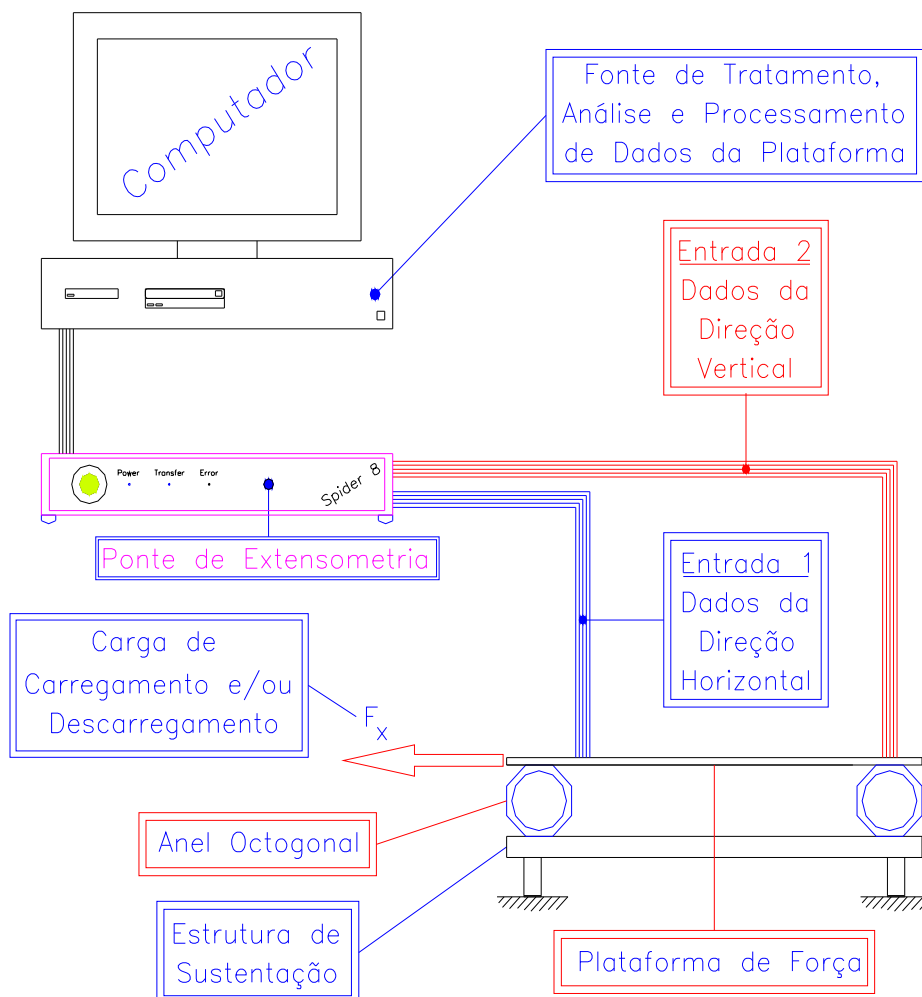 Computador
Fonte de Tratamento,
Análise e Processamento
de Dados da Plataforma
Entrada 2
Dados da
Direção
Vertical
Power
Transfer
Error
Spider 8
Ponte de Extensometria
Entrada 1
Dados da
Direção
Horizontal
Carga de
Carregamento e/ou
Descarregamento
Fx
Anel Octogonal
Estrutura de
Sustentação
Plataforma de Força